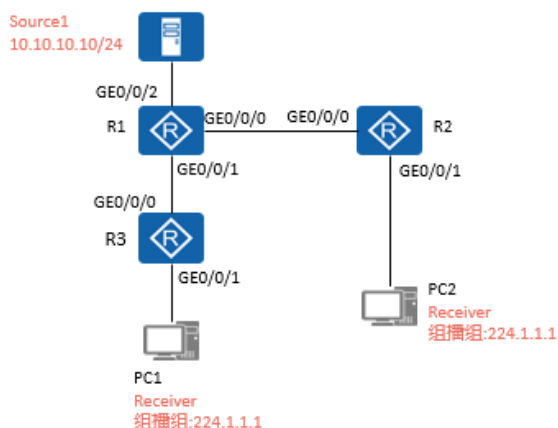 Source1
10.10.10.10/24
GE0/0/2
R1
GE0/0/0
GE0/0/0
R2
GE0/0/1
GE0/0/1
GE0/0/0
R3
GE0/0/1
PC2
Receiver
组播组:224.1.1.1
PC1
Receiver
组播组:224.1.1.1